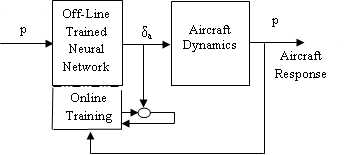 p
Off-Line
Trained
Neural
Network
δa
Aircraft
Dynamics
p
Aircraft
Response
Online
Training